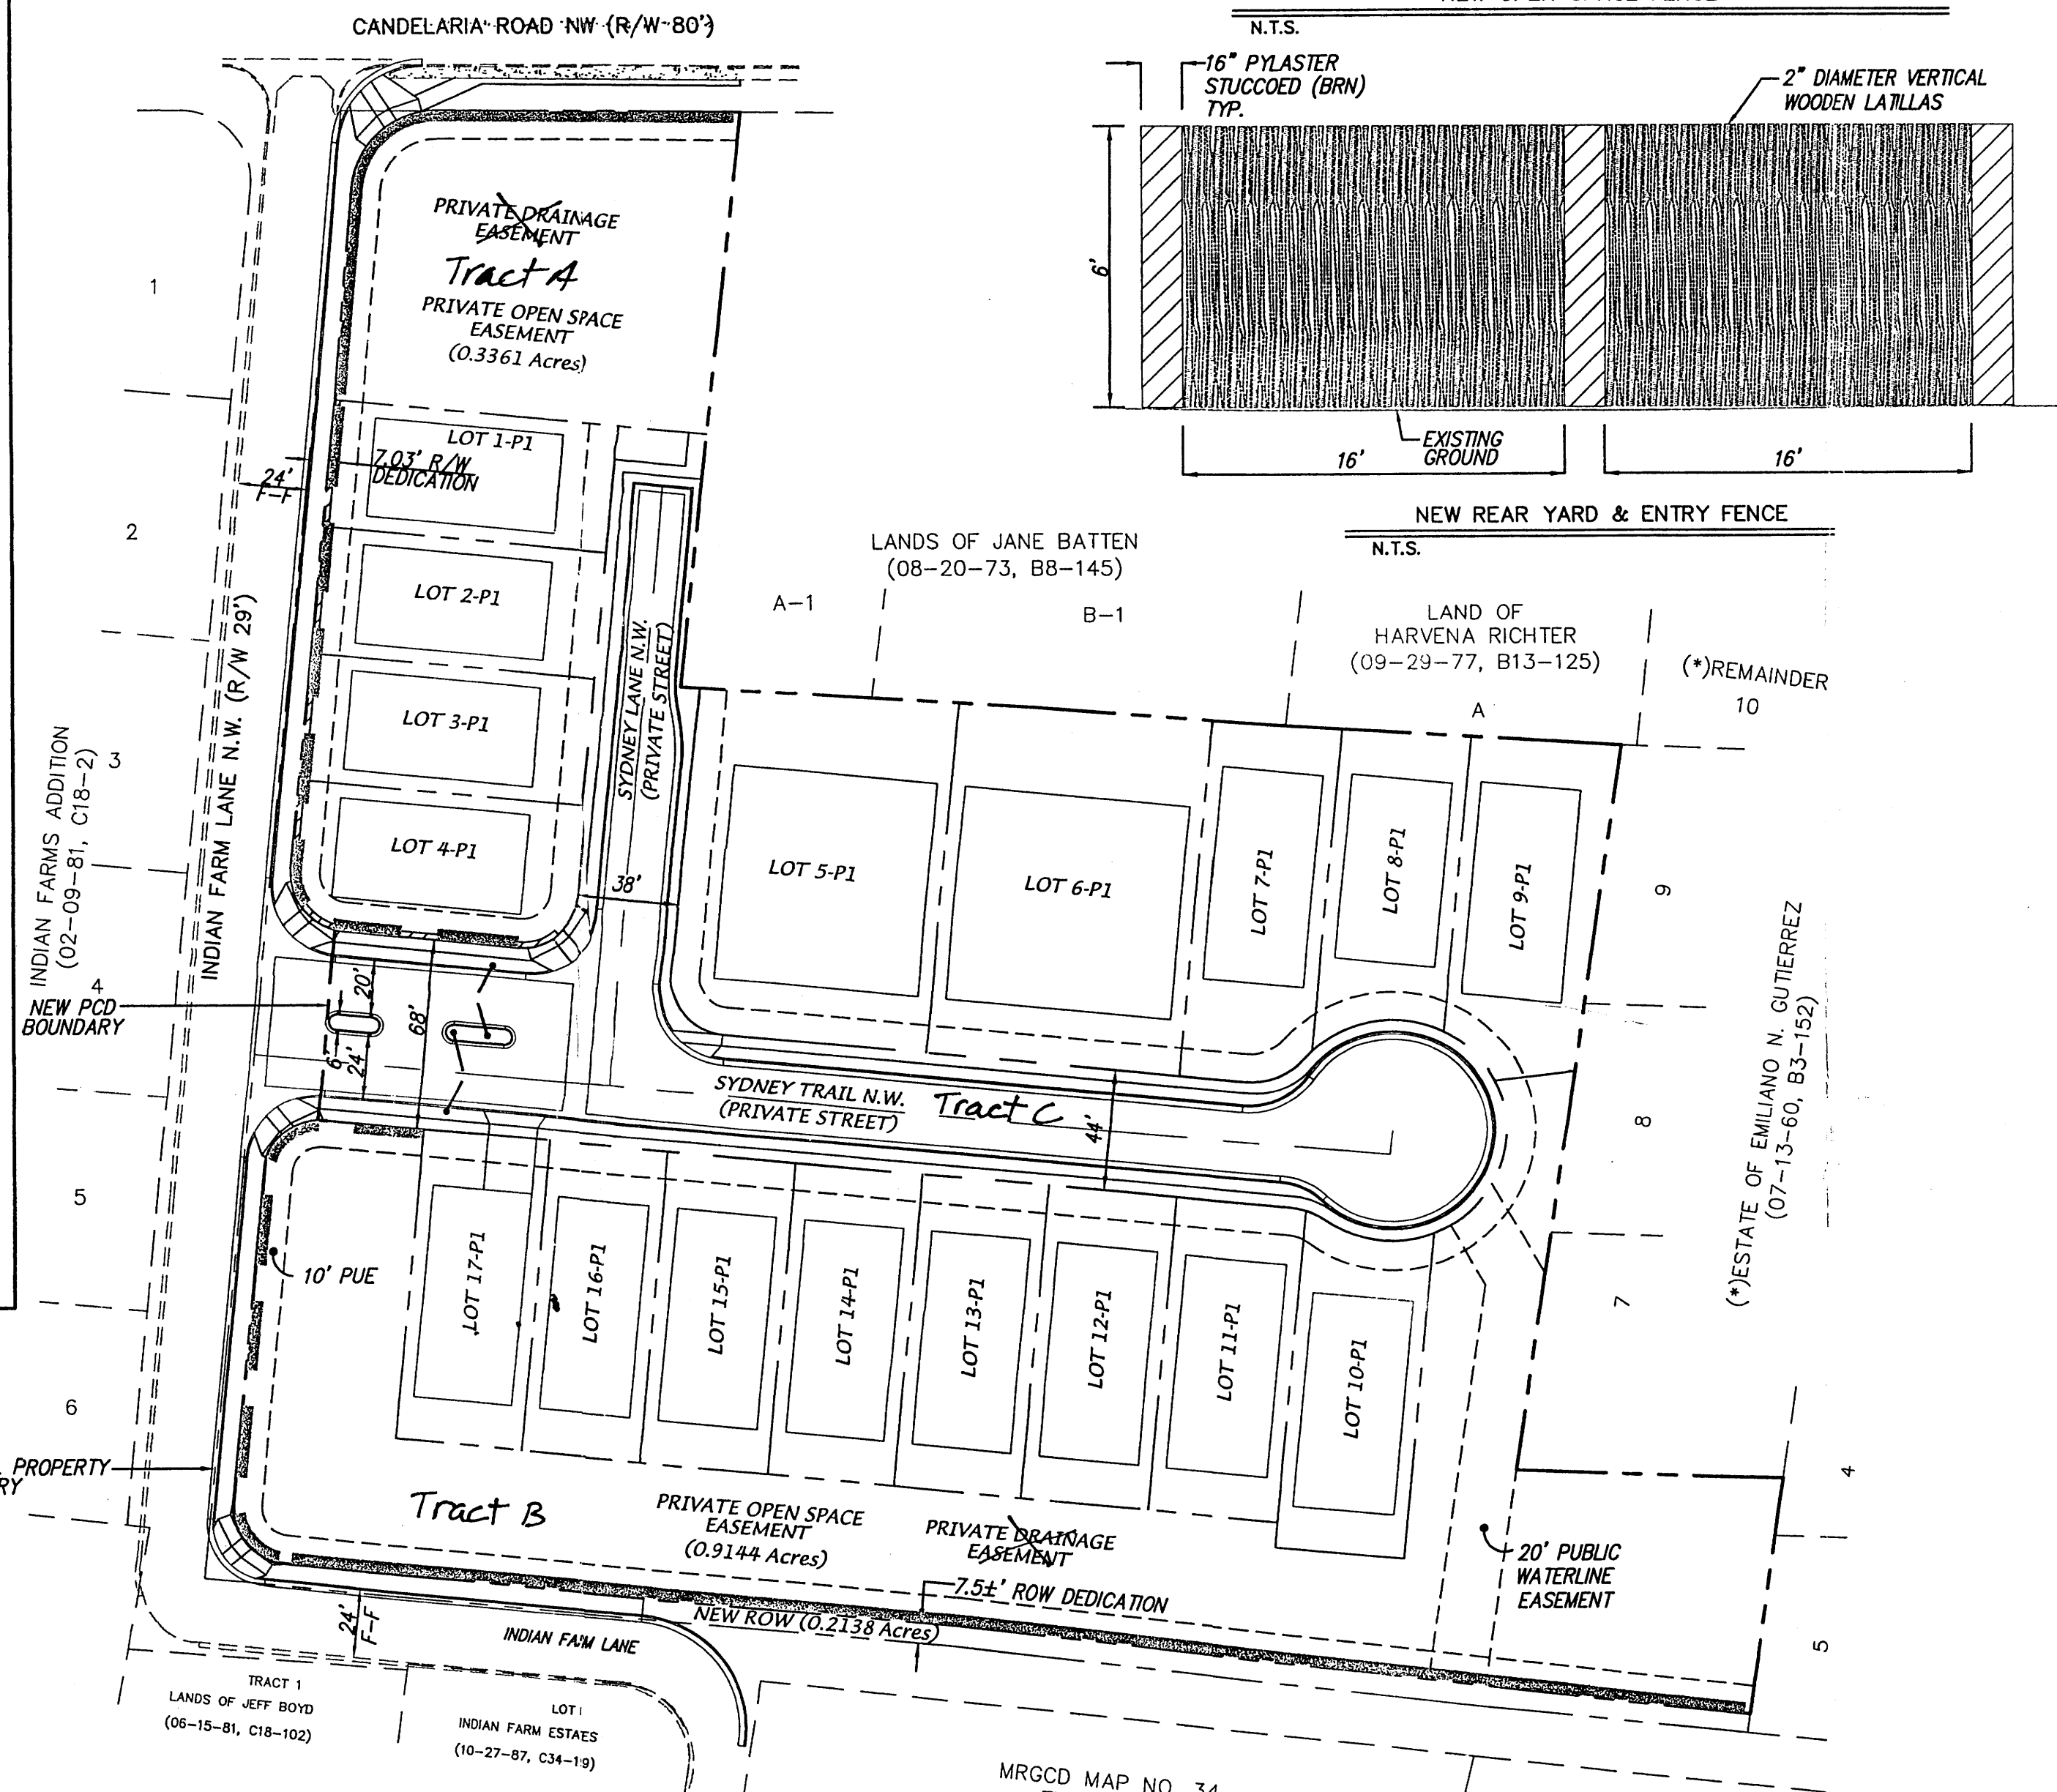 CANDELARIA ROAD NW (R/W 80')
N.T.S.
16" PYLASTER
STUCCOED (BRN)
TYP.
2" DIAMETER VERTICAL
WOODEN LATILLAS
6'
EXISTING
GROUND
16'
16'
NEW REAR YARD & ENTRY FENCE
N.T.S.
PRIVATE DRAINAGE
EASEMENT
Tract A
PRIVATE OPEN SPACE
EASEMENT
(0.3361 Acres)
1
LOT 1-P1
7.03' R/W
DEDICATION
24'
F-F
2
LOT 2-P1
LOT 3-P1
LOT 4-P1
INDIAN FARM LANE N.W. (R/W 29')
SYDNEY LANE N.W.
(PRIVATE STREET)
LANDS OF JANE BATTEN
(08-20-73, B8-145)
A-1
B-1
LAND OF
HARVENA RICHTER
(09-29-77, B13-125)
A
(*)REMAINDER
10
INDIAN FARMS ADDITION
(02-09-81, C18-2)
3
4
NEW PCD
BOUNDARY
38'
20'
68'
6'
24'
LOT 5-P1
LOT 6-P1
LOT 7-P1
LOT 8-P1
LOT 9-P1
9
8
7
(*)ESTATE OF EMILIANO N. GUTIERREZ
(07-13-60, B3-152)
SYDNEY TRAIL N.W.
(PRIVATE STREET)
Tract C
44'
5
10' PUE
LOT 17-P1
LOT 16-P1
LOT 15-P1
LOT 14-P1
LOT 13-P1
LOT 12-P1
LOT 11-P1
LOT 10-P1
6
PROPERTY
RY
4
Tract B
PRIVATE OPEN SPACE
EASEMENT
(0.9144 Acres)
PRIVATE DRAINAGE
EASEMENT
20' PUBLIC
WATERLINE
EASEMENT
7.5±' ROW DEDICATION
NEW ROW (0.2138 Acres)
24'
F-F
INDIAN FARM LANE
5
TRACT 1
LANDS OF JEFF BOYD
(06-15-81, C18-102)
LOT 1
INDIAN FARM ESTATES
(10-27-87, C34-19)
MRGCD MAP NO. 34